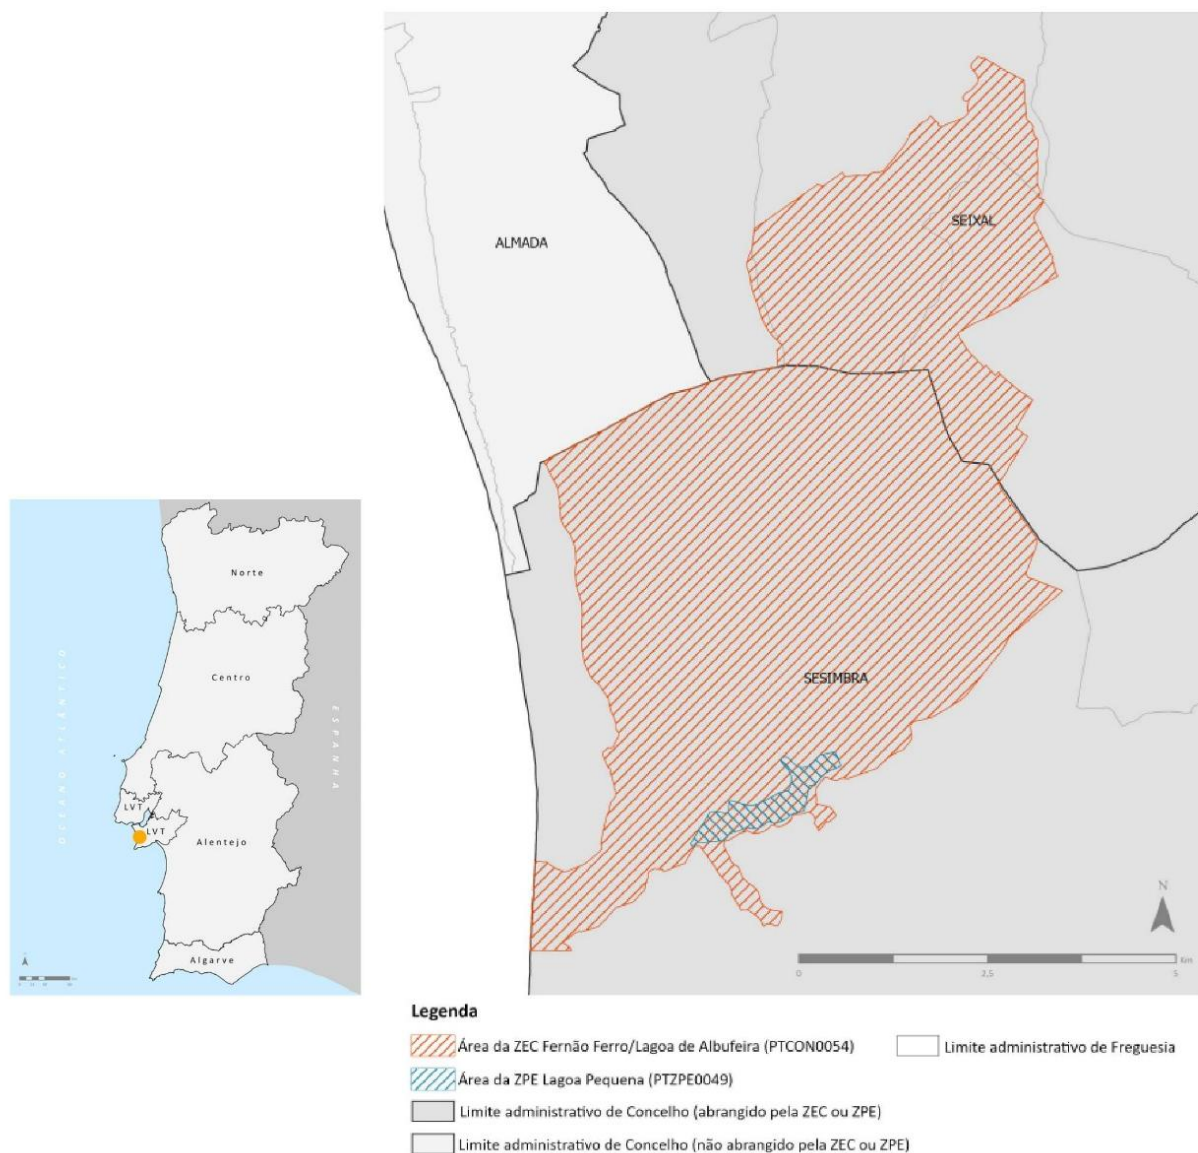 ALMADA
SEIXAL
SESIMBRA
N
0
2,5
5
Km
Norte
Centro
LVT
LVT
Alentejo
Algarve
OCEANO ATLÂNTICO
ESPANHA
Legenda
Área da ZEC Fernão Ferro/Lagoa de Albufeira (PTCON0054)
Limite administrativo de Freguesia
Área da ZPE Lagoa Pequena (PTZPE0049)
Limite administrativo de Concelho (abrangido pela ZEC ou ZPE)
Limite administrativo de Concelho (não abrangido pela ZEC ou ZPE)